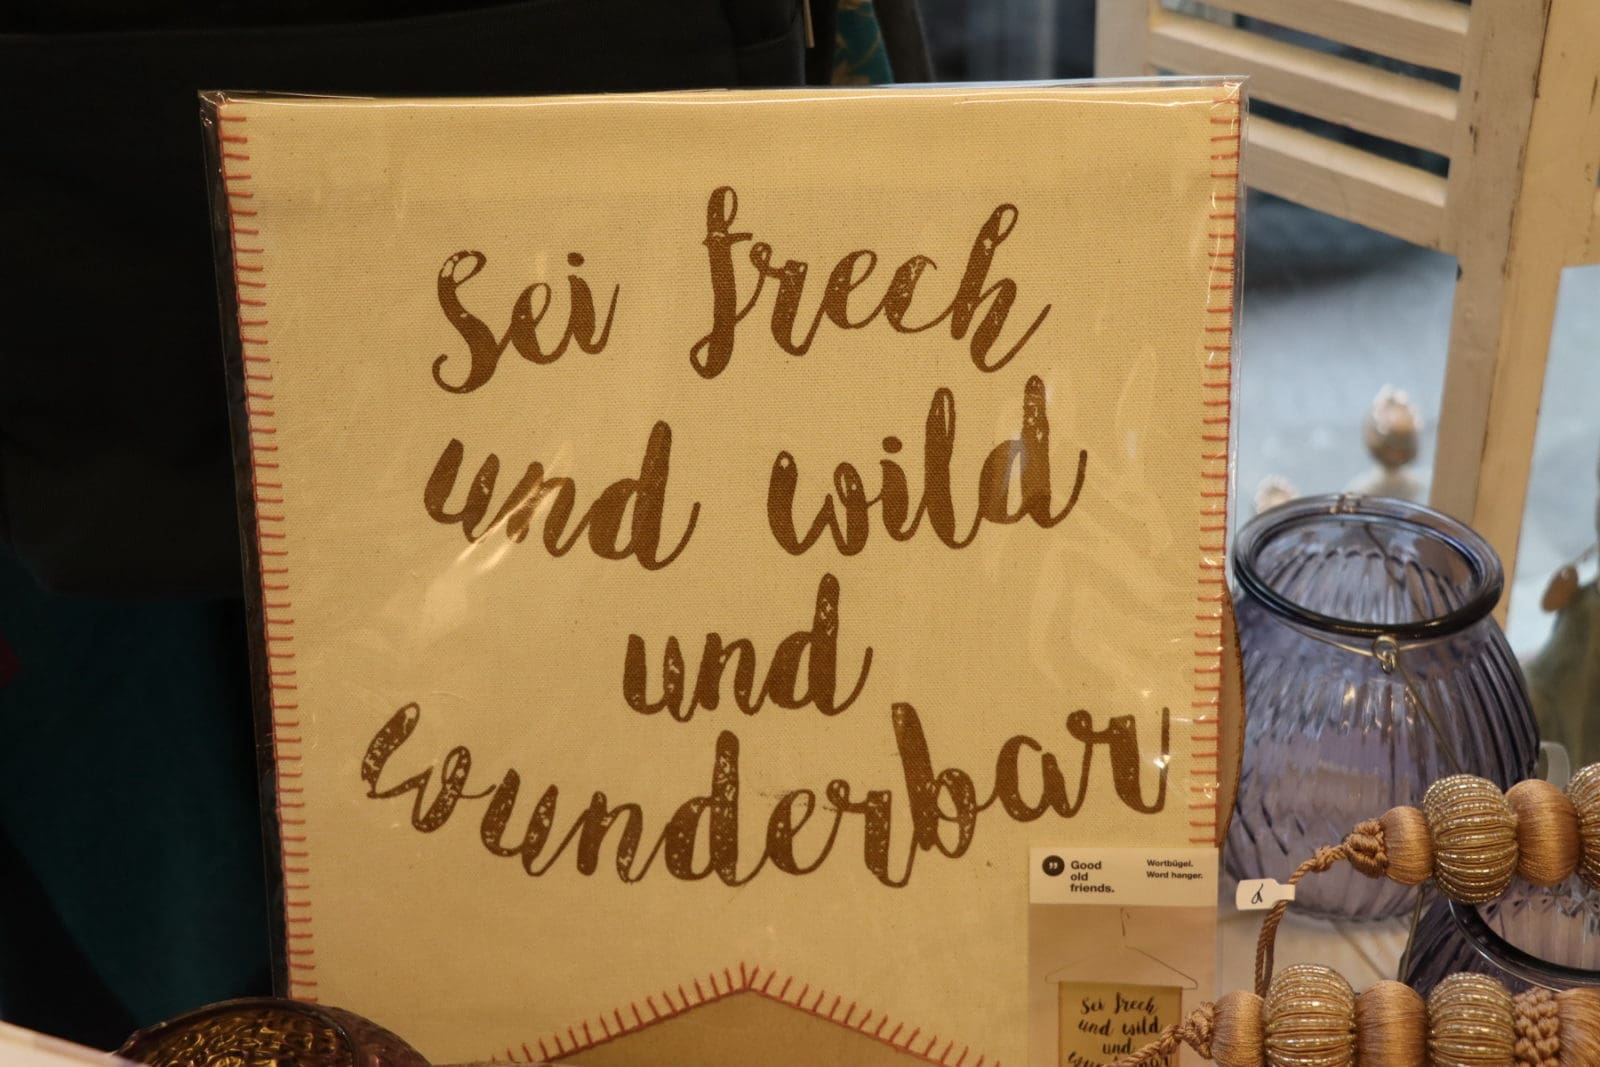 Sei frech
und wild
und
wunderbar
Good
old
friends.
Wortbügel.
Word hanger.
Sei frech
und wild
und